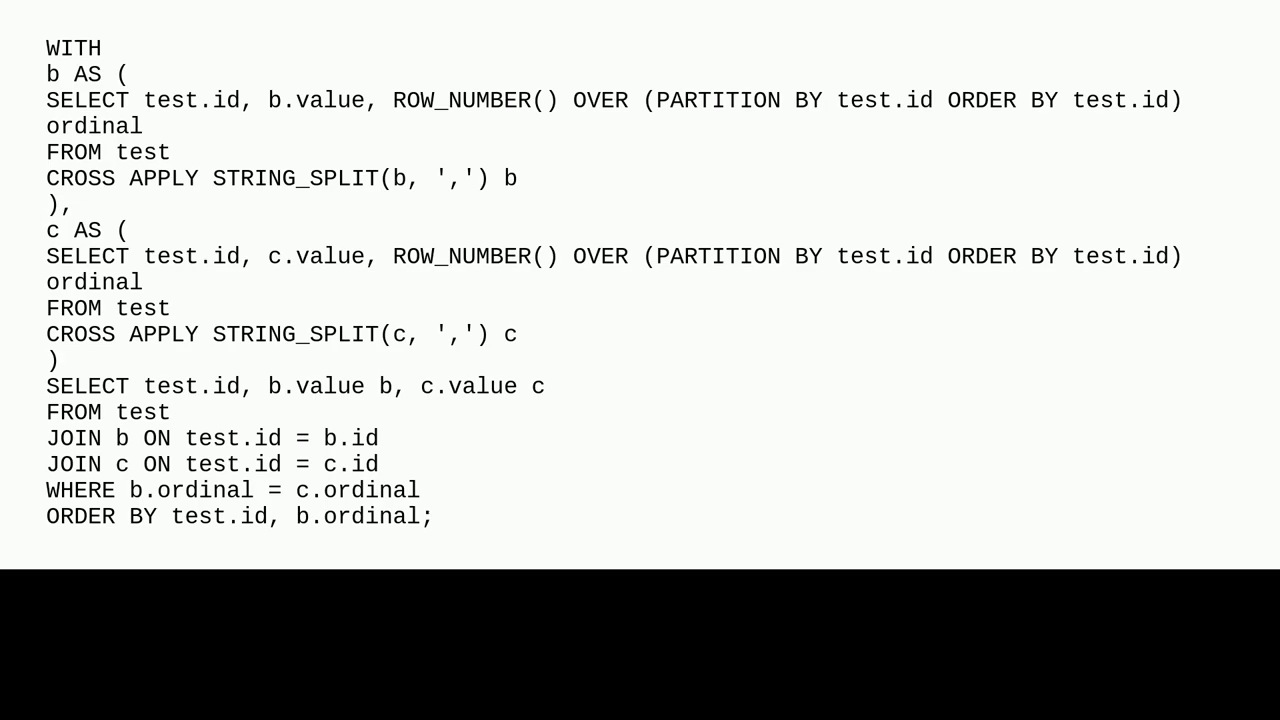 WITH
b AS (
SELECT test.id, b.value, ROW_NUMBER() OVER (PARTITION BY test.id ORDER BY test.id)
ordinal
FROM test
CROSS APPLY STRING_SPLIT(b, ',') b
),
c AS (
SELECT test.id, c.value, ROW_NUMBER() OVER (PARTITION BY test.id ORDER BY test.id)
ordinal
FROM test
CROSS APPLY STRING_SPLIT(c, ',') c
)
SELECT test.id, b.value b, c.value c
FROM test
JOIN b ON test.id = b.id
JOIN c ON test.id = c.id
WHERE b.ordinal = c.ordinal
ORDER BY test.id, b.ordinal;